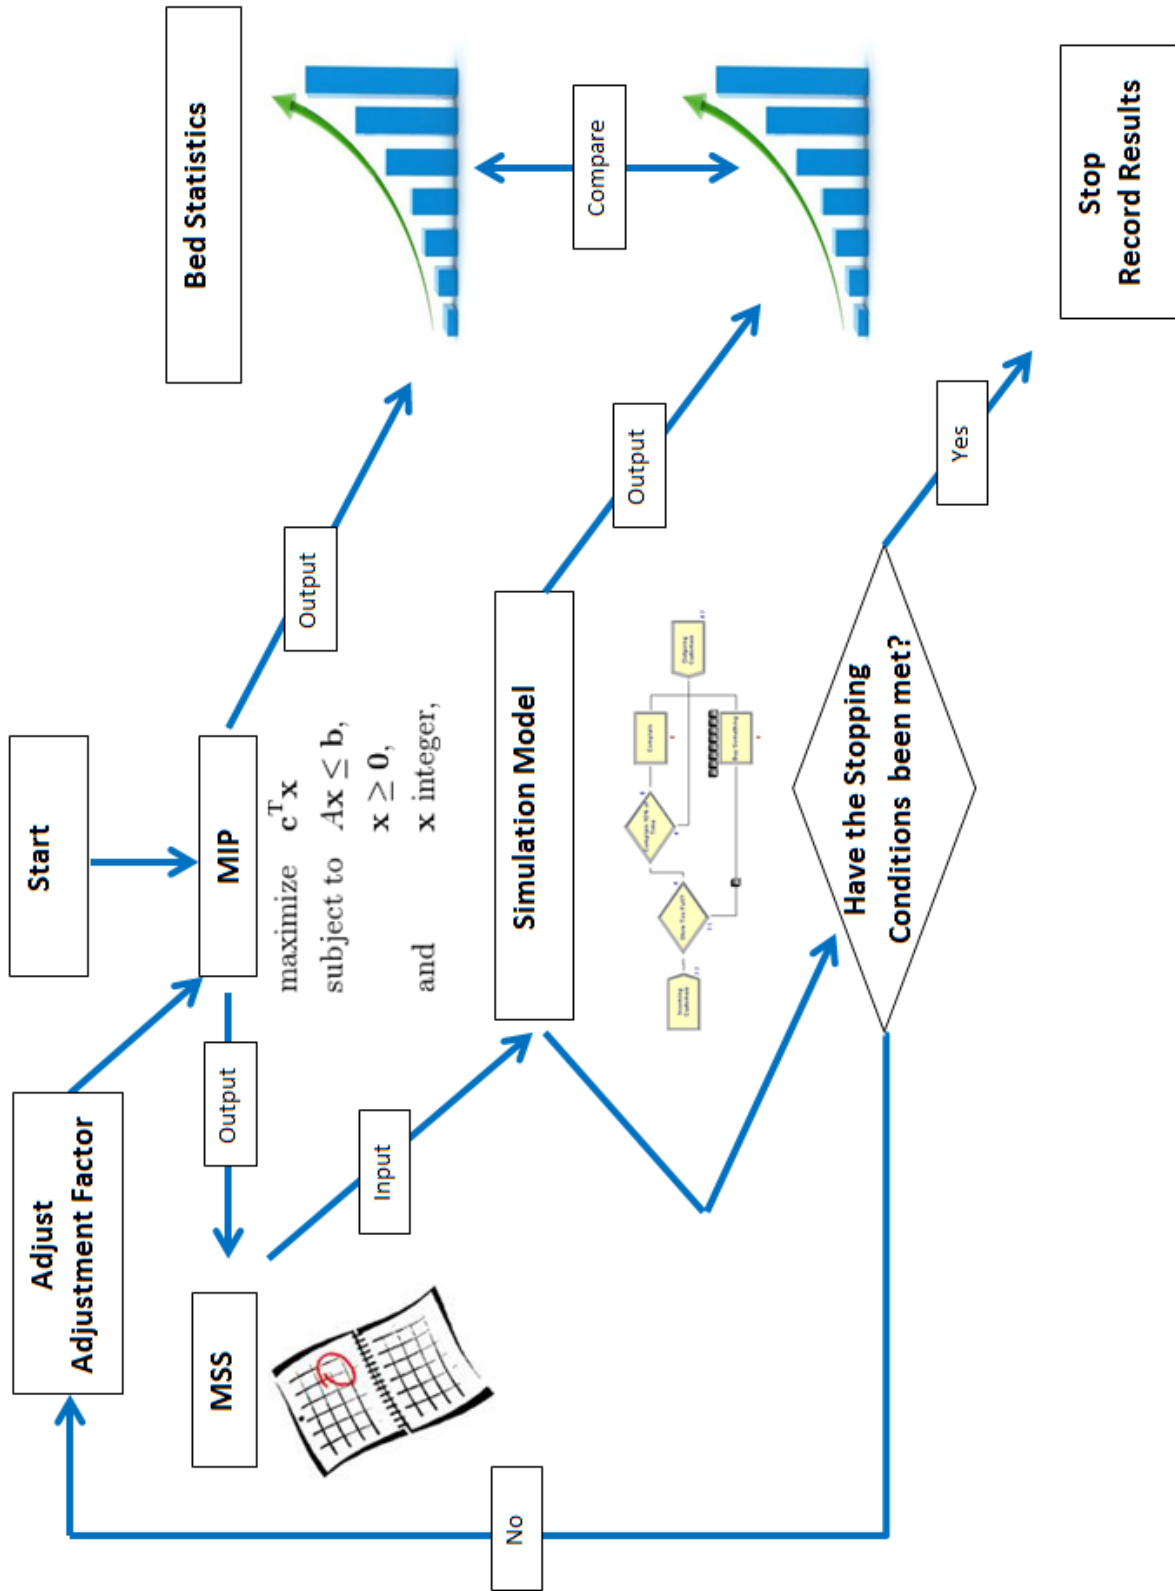 Start
Bed Statistics
Adjust
Adjustment Factor
MSS
Output
MIP
Output
maximize c^T x
subject to Ax ≤ b,
x ≥ 0,
and x integer,
Input
Simulation Model
Output
Compare
Have the Stopping
Conditions been met?
No
Yes
Stop
Record Results